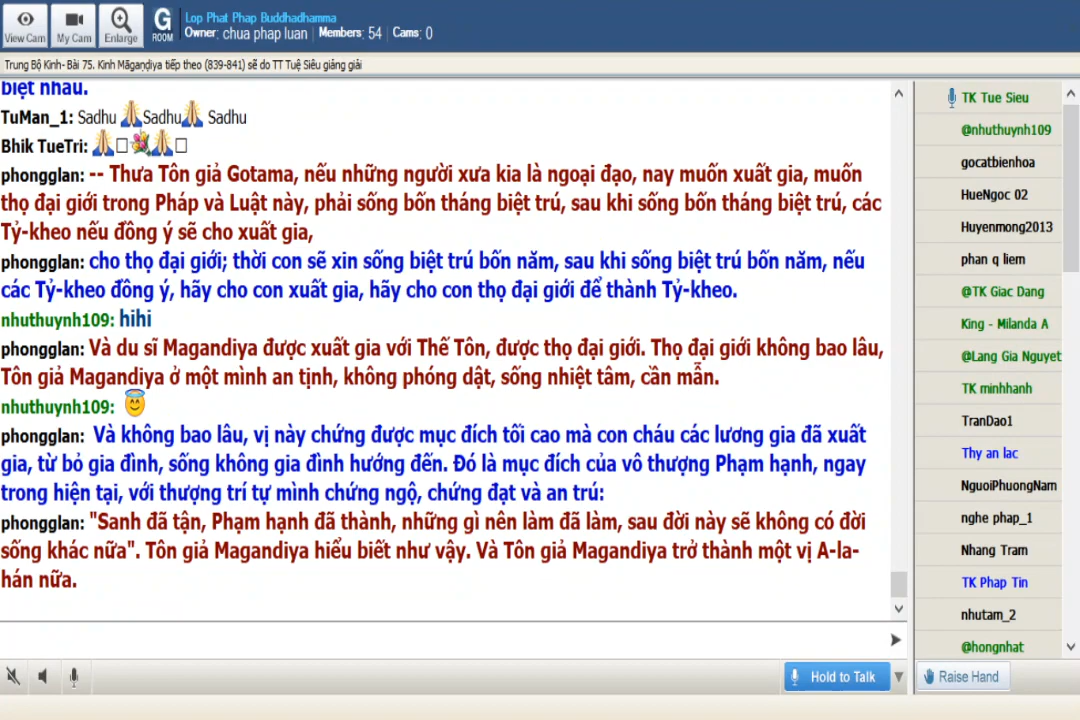 View Cam
My Cam
Enlarge
G
ROOM
Lop Phat Phap Buddhadhamma
Owner: chua phap luan | Members: 54 | Cams: 0
Trung Bộ Kinh- Bài 75. Kinh Māgaṇḍiya tiếp theo (839-841) sẽ do TT Tuệ Siêu giảng giải
biệt nhau.
TuMan_1: Sadhu 🙏Sadhu🙏 Sadhu
Bhik TueTri: 🙏💐🙏
phongglan: -- Thưa Tôn giả Gotama, nếu những người xưa kia là ngoại đạo, nay muốn xuất gia, muốn
thọ đại giới trong Pháp và Luật này, phải sống bốn tháng biệt trú, sau khi sống bốn tháng biệt trú, các
Tỷ-kheo nếu đồng ý sẽ cho xuất gia,
phongglan: cho thọ đại giới; thời con sẽ xin sống biệt trú bốn năm, sau khi sống biệt trú bốn năm, nếu
các Tỷ-kheo đồng ý, hãy cho con xuất gia, hãy cho con thọ đại giới để thành Tỷ-kheo.
nhuthuynh109: hihi
phongglan: Và du sĩ Magandiya được xuất gia với Thế Tôn, được thọ đại giới. Thọ đại giới không bao lâu,
Tôn giả Magandiya ở một mình an tịnh, không phóng dật, sống nhiệt tâm, cần mẫn.
nhuthuynh109: 😇
phongglan: Và không bao lâu, vị này chứng được mục đích tối cao mà con cháu các lương gia đã xuất
gia, từ bỏ gia đình, sống không gia đình hướng đến. Đó là mục đích của vô thượng Phạm hạnh, ngay
trong hiện tại, với thượng trí tự mình chứng ngộ, chứng đạt và an trú:
phongglan: "Sanh đã tận, Phạm hạnh đã thành, những gì nên làm đã làm, sau đời này sẽ không có đời
sống khác nữa". Tôn giả Magandiya hiểu biết như vậy. Và Tôn giả Magandiya trở thành một vị A-la-
hán nữa.
TK Tue Sieu
@nhuthuynh109
gocatbienhoa
HueNgoc 02
Huyenmong2013
phan q liem
@TK Giac Dang
King - Milanda A
@Lang Gia Nguyet
TK minhhanh
TranDao1
Thy an lac
NguoiPhuongNam
nghe phap_1
Nhang Tram
TK Phap Tin
nhutam_2
@hongnhat
Hold to Talk
Raise Hand